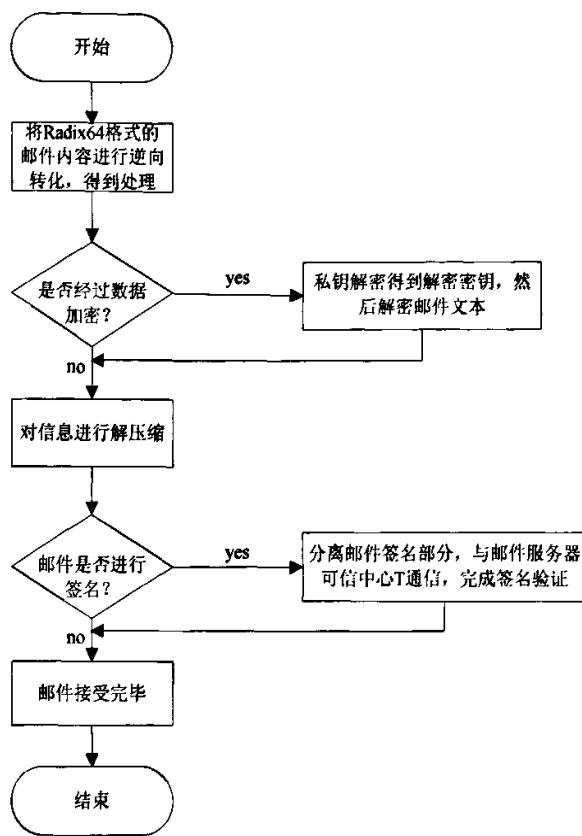 开始
将Radix64格式的
邮件内容进行逆向
转化，得到处理
是否经过数据
加密？
yes
私钥解密得到解密密钥，然
后解密邮件文本
no
对信息进行解压缩
邮件是否进行
签名？
yes
分离邮件签名部分，与邮件服务器
可信中心T通信，完成签名验证
no
邮件接受完毕
结束